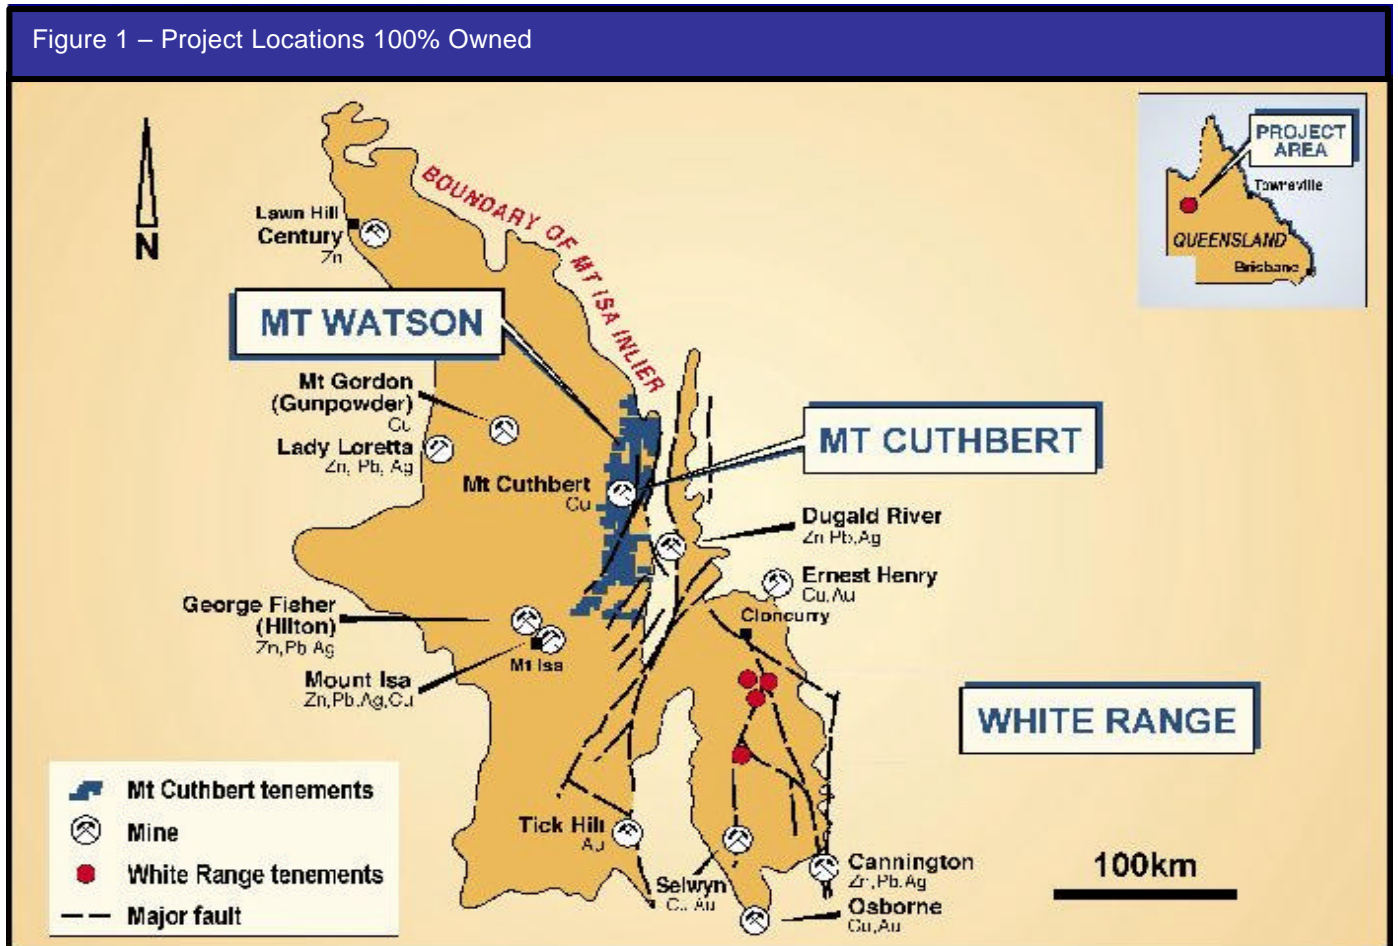 Figure 1 – Project Locations 100% Owned
PROJECT
AREA
Townsville
QUEENSLAND
Brisbane
N
BOUNDARY OF MT ISA INLIER
Lawn Hill
Century
Zn
MT WATSON
Mt Gordon
(Gunpowder)
Cu
Lady Loretta
Zn, Pb, Ag
MT CUTHBERT
Mt Cuthbert
Cu
Dugald River
Zn,Pb,Ag
Ernest Henry
Cu,Au
Cloncurry
George Fisher
(Hilton)
Zn,Pb,Ag
Mt Isa
Mount Isa
Zn,Pb,Ag,Cu
WHITE RANGE
Tick Hill
Au
Selwyn
Cu,Au
Cannington
Zn,Pb,Ag
Osborne
Cu,Au
Mt Cuthbert tenements
Mine
White Range tenements
Major fault
100km